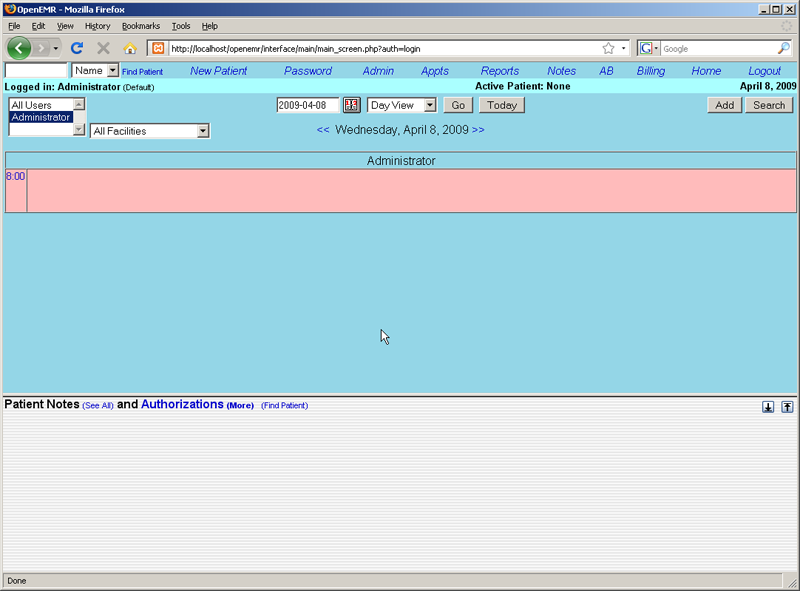 OpenEMR - Mozilla Firefox
File Edit View History Bookmarks Tools Help
http://localhost/openemr/interface/main/main_screen.php?auth=login Google
Name Find Patient New Patient Password Admin Appts Reports Notes AB Billing Home Logout
Logged in: Administrator (Default) Active Patient: None April 8, 2009
All Users 2009-04-08 Day View Go Today Add Search
Administrator
All Facilities << Wednesday, April 8, 2009 >>
Administrator
8:00
Patient Notes (See All) and Authorizations (More) (Find Patient)
Done